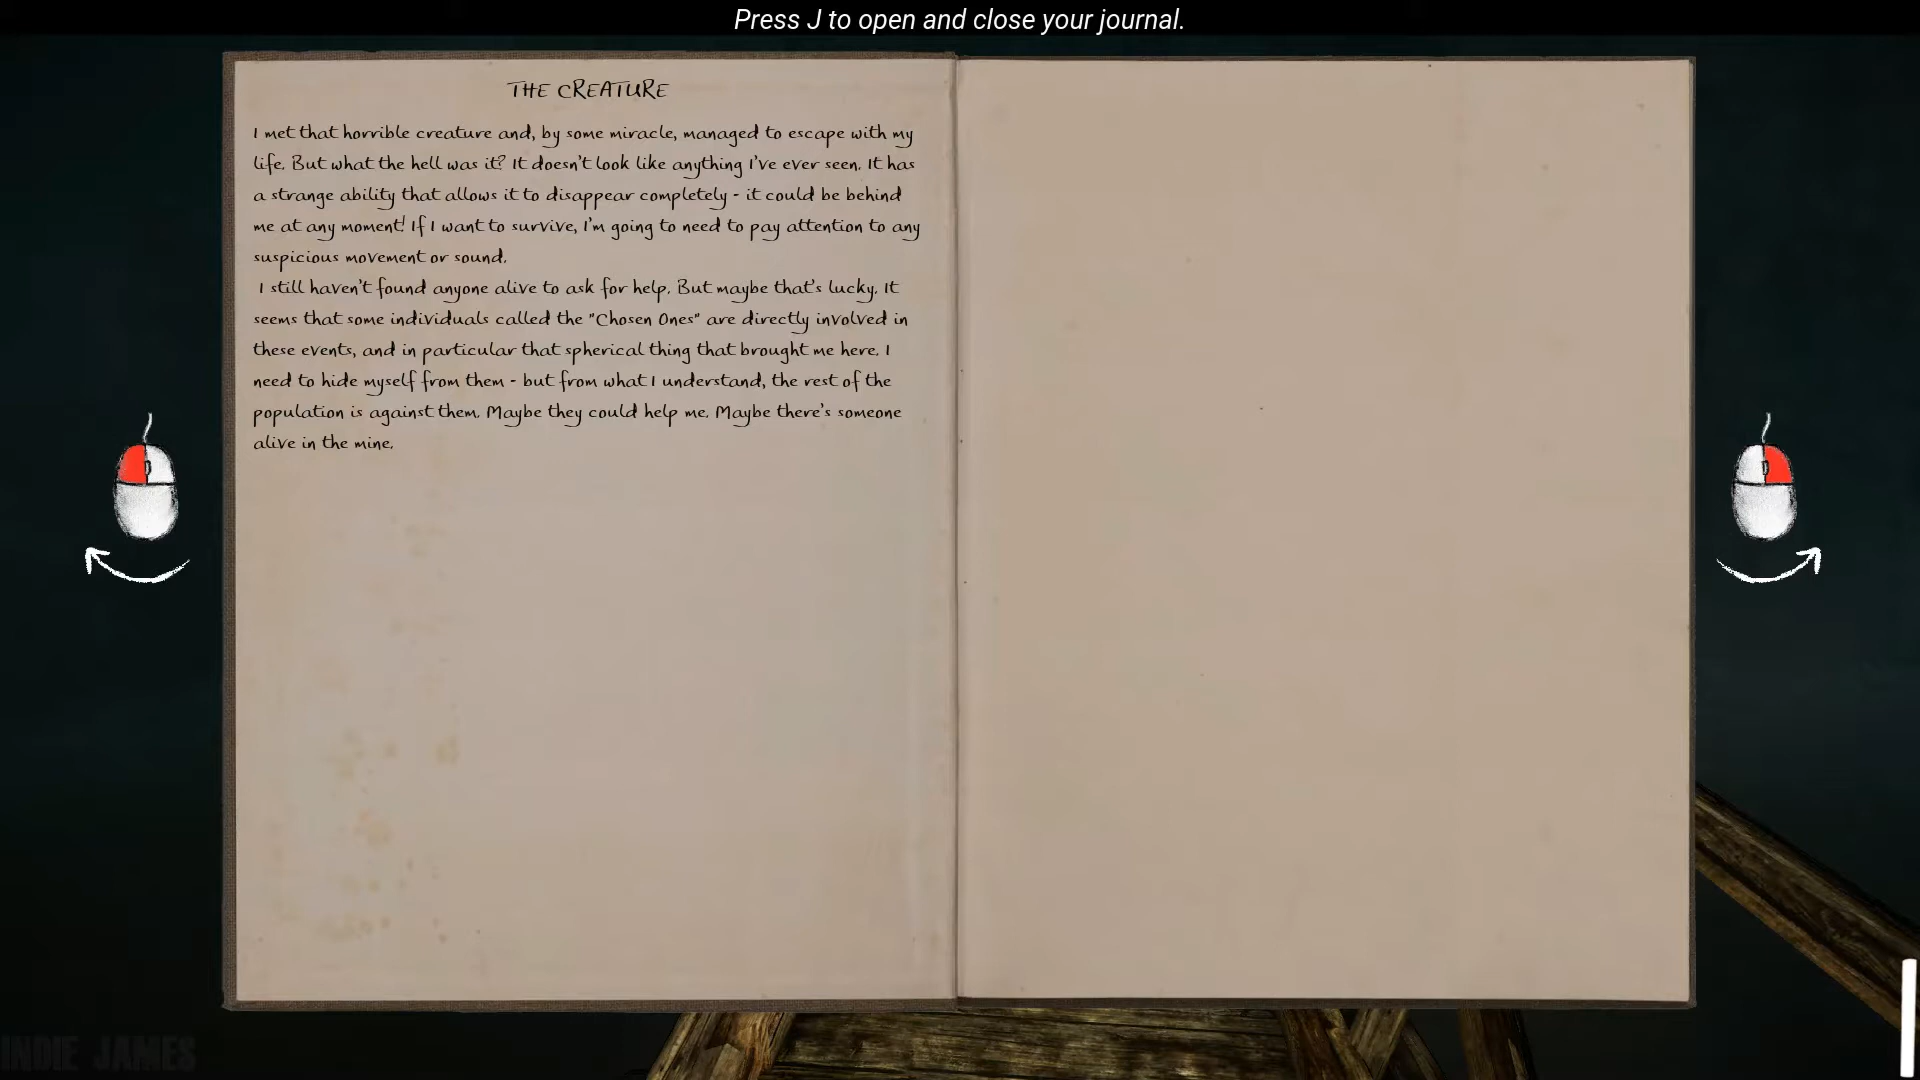 Press J to open and close your journal.
THE CREATURE
I met that horrible creature and, by some miracle, managed to escape with my
life. But what the hell was it? It doesn't look like anything I've ever seen. It has
a strange ability that allows it to disappear completely - it could be behind
me at any moment! If I want to survive, I'm going to need to pay attention to any
suspicious movement or sound.
I still haven't found anyone alive to ask for help. But maybe that's lucky. It
seems that some individuals called the "Chosen Ones" are directly involved in
these events, and in particular that spherical thing that brought me here. I
need to hide myself from them - but from what I understand, the rest of the
population is against them. Maybe they could help me. Maybe there's someone
alive in the mine.
INDIE JAMES